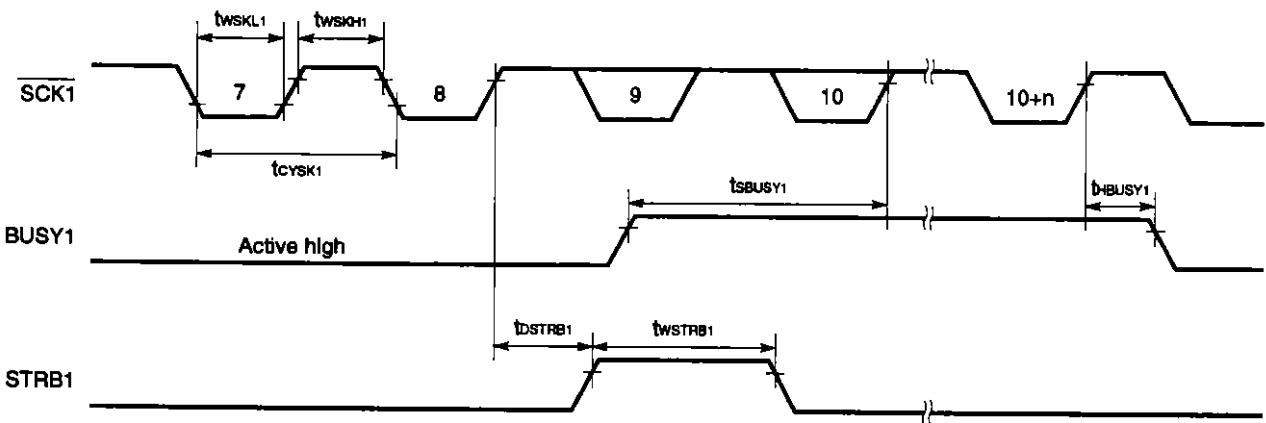 tWSKL1 tWSKH1
SCK1 7 8 9 10 10+n
tCYSK1
tSBUSY1 tHBUSY1
BUSY1 Active high
tDSTRB1 tWSTRB1
STRB1